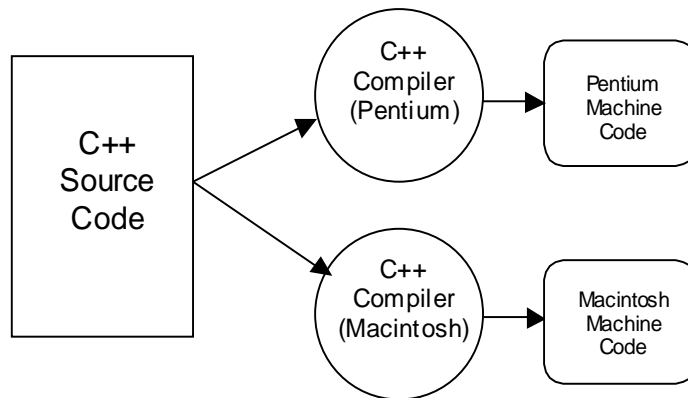 C++
Source
Code
C++
Compiler
(Pentium)
Pentium
Machine
Code
C++
Compiler
(Macintosh)
Macintosh
Machine
Code